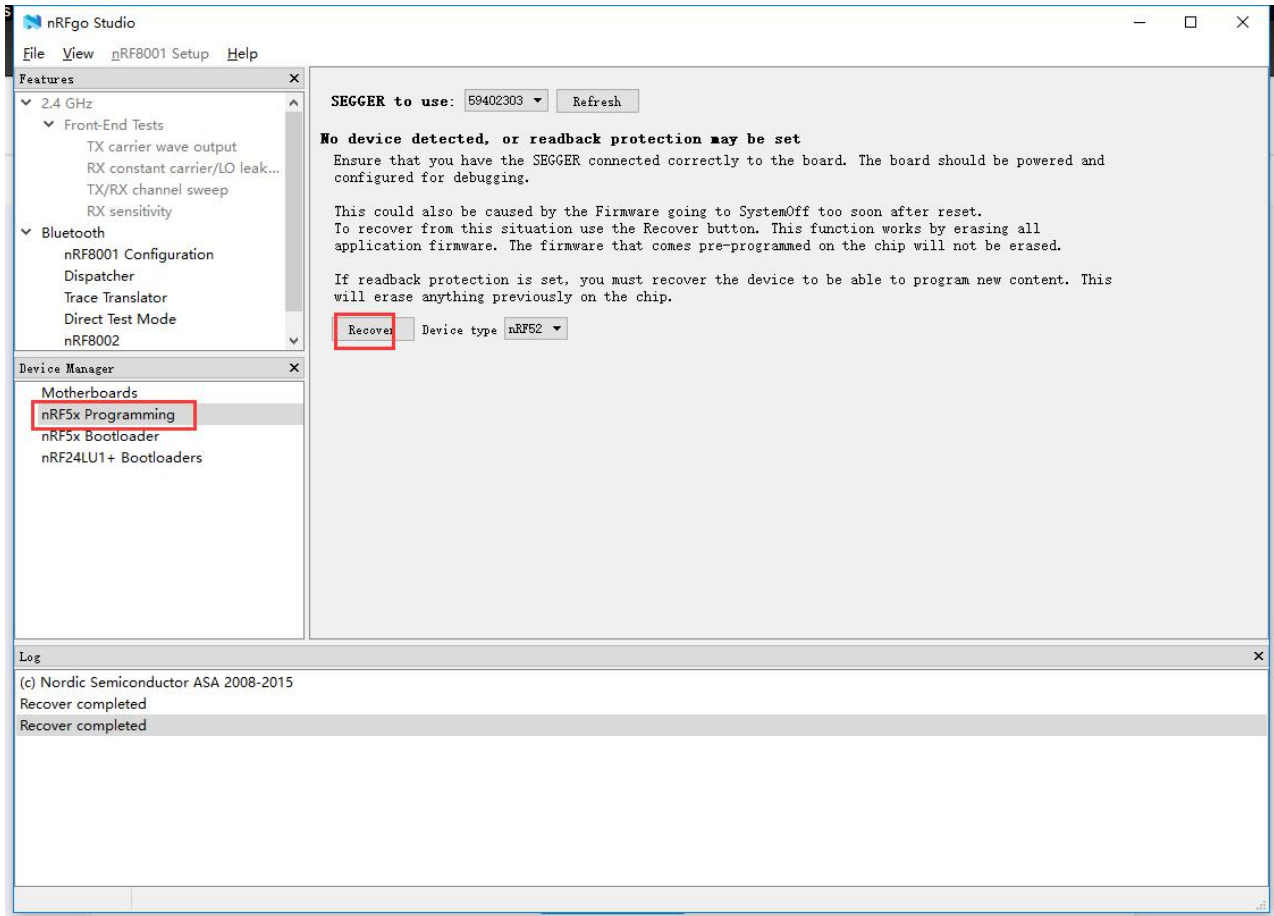 s
nRFgo Studio
File View nRF8001 Setup Help
Features
2.4 GHz
Front-End Tests
TX carrier wave output
RX constant carrier/LO leak...
TX/RX channel sweep
RX sensitivity
Bluetooth
nRF8001 Configuration
Dispatcher
Trace Translator
Direct Test Mode
nRF8002
Device Manager
Motherboards
nRF5x Programming
nRF5x Bootloader
nRF24LU1+ Bootloaders
SEGGER to use: 59402303 Refresh
No device detected, or readback protection may be set
Ensure that you have the SEGGER connected correctly to the board. The board should be powered and
configured for debugging.
This could also be caused by the Firmware going to SystemOff too soon after reset.
To recover from this situation use the Recover button. This function works by erasing all
application firmware. The firmware that comes pre-programmed on the chip will not be erased.
If readback protection is set, you must recover the device to be able to program new content. This
will erase anything previously on the chip.
Recover Device type nRF52
Log
(c) Nordic Semiconductor ASA 2008-2015
Recover completed
Recover completed